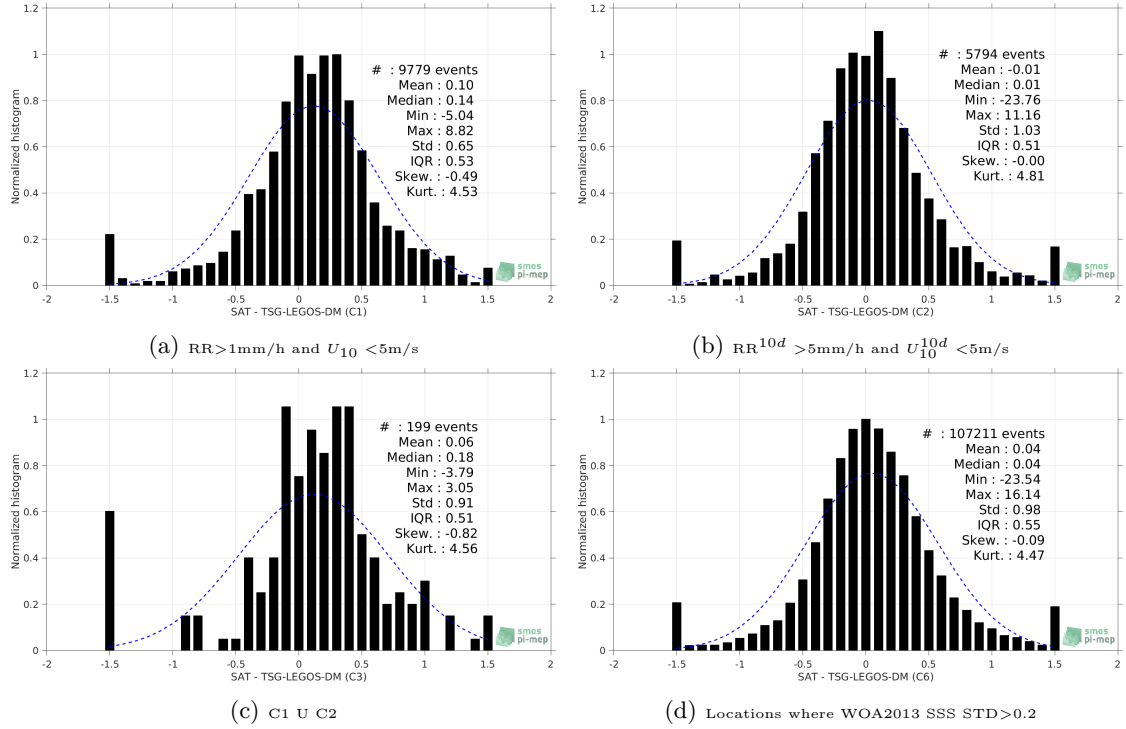 1
0.8
0.6
0.4
0.2
0
Normalized histogram
# : 9779 events
Mean : 0.10
Median : 0.14
Min : -5.04
Max : 8.82
Std : 0.65
IQR : 0.53
Skew. : -0.49
Kurt. : 4.53
smos
pi-mep
-2 -1.5 -1 -0.5 0 0.5 1 1.5 2
SAT - TSG-LEGOS-DM (C1)
(a) RR>1mm/h and U10 <5m/s
1
0.8
0.6
0.4
0.2
0
Normalized histogram
# : 5794 events
Mean : -0.01
Median : 0.01
Min : -23.76
Max : 11.16
Std : 1.03
IQR : 0.51
Skew. : -0.00
Kurt. : 4.81
smos
pi-mep
-2 -1.5 -1 -0.5 0 0.5 1 1.5 2
SAT - TSG-LEGOS-DM (C2)
(b) RR10d >5mm/h and U10 10d <5m/s
1
0.8
0.6
0.4
0.2
0
Normalized histogram
# : 199 events
Mean : 0.06
Median : 0.18
Min : -3.79
Max : 3.05
Std : 0.91
IQR : 0.51
Skew. : -0.82
Kurt. : 4.56
smos
pi-mep
-2 -1.5 -1 -0.5 0 0.5 1 1.5 2
SAT - TSG-LEGOS-DM (C3)
(c) C1 U C2
1
0.8
0.6
0.4
0.2
0
Normalized histogram
# : 107211 events
Mean : 0.04
Median : 0.04
Min : -23.54
Max : 16.14
Std : 0.98
IQR : 0.55
Skew. : -0.09
Kurt. : 4.47
smos
pi-mep
-2 -1.5 -1 -0.5 0 0.5 1 1.5 2
SAT - TSG-LEGOS-DM (C6)
(d) Locations where WOA2013 SSS STD>0.2